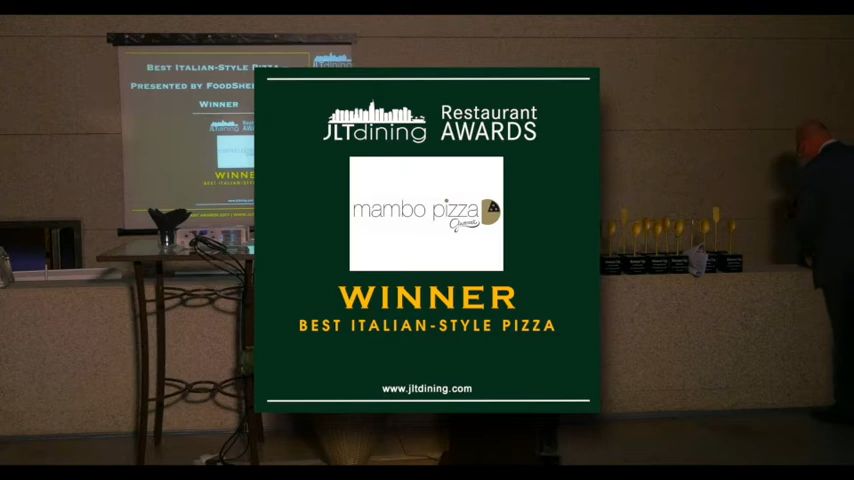 BEST ITALIAN-STYLE PIZZA
PRESENTED BY
WINNER
JLTdining
Restaurant
AWARDS
mambo pizza
Gourmet
WINNER
BEST ITALIAN-STYLE PIZZA
www.jltdining.com